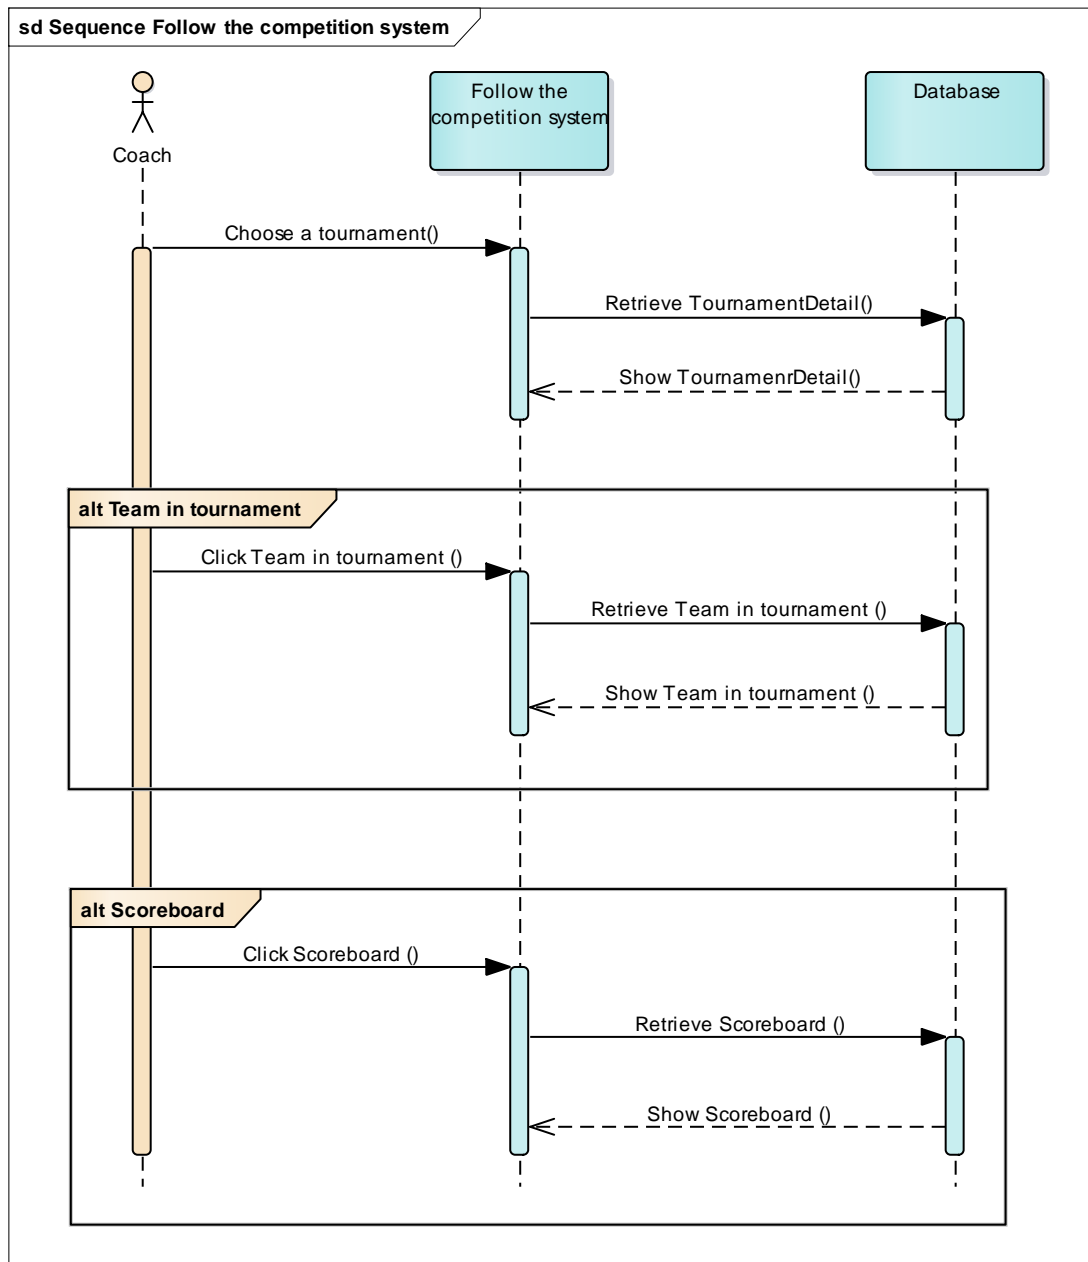 sd Sequence Follow the competition system
Coach
Follow the
competition system
Database
Choose a tournament()
Retrieve TournamentDetail()
Show TournamenrDetail()
alt Team in tournament
Click Team in tournament ()
Retrieve Team in tournament ()
Show Team in tournament ()
alt Scoreboard
Click Scoreboard ()
Retrieve Scoreboard ()
Show Scoreboard ()